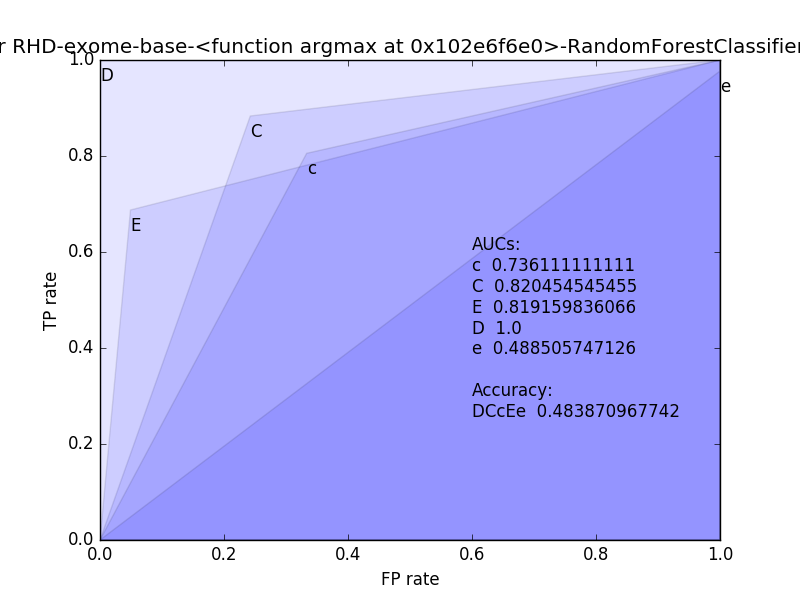 r RHD-exome-base-<function argmax at 0x102e6f6e0>-RandomForestClassifier
1.0
D
e
C
0.8
c
E
0.6
AUCs:
c 0.736111111111
C 0.820454545455
E 0.819159836066
D 1.0
e 0.488505747126
TP rate
0.4
Accuracy:
DCcEe 0.483870967742
0.2
0.0
0.0 0.2 0.4 0.6 0.8 1.0
FP rate